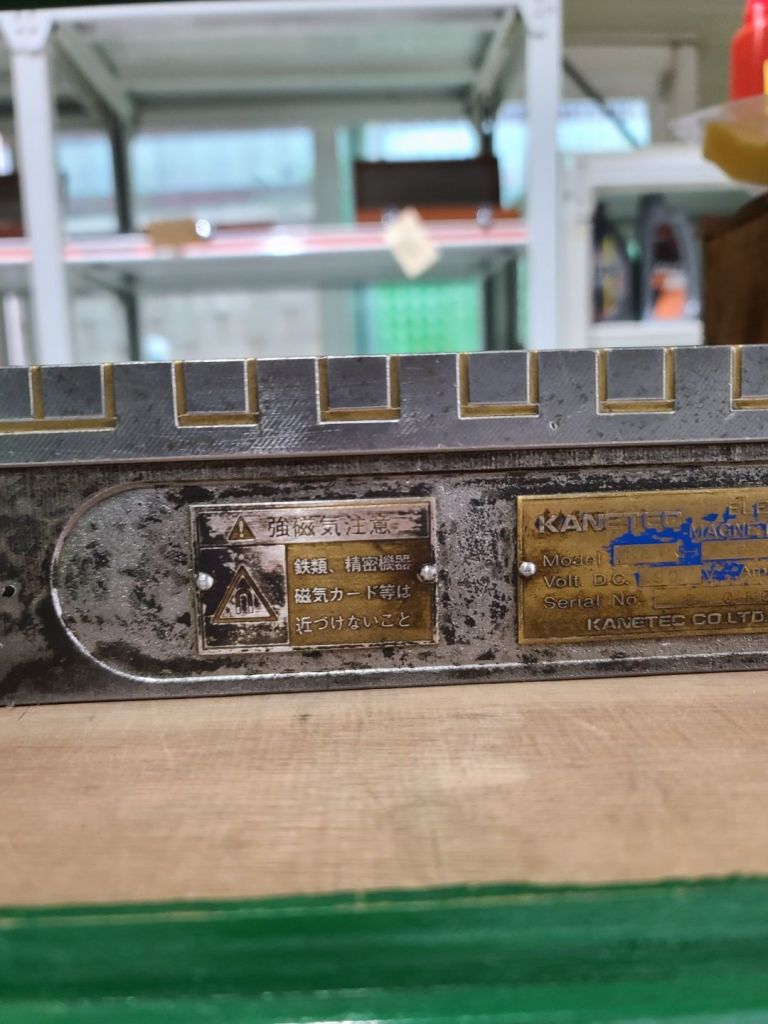 強磁気注意
鉄類、精密機器
磁気カード等は
近づけないこと
KANETEC
MAGNET
Model
Volt. D.C.
Serial No.
KANETEC CO.LTD.